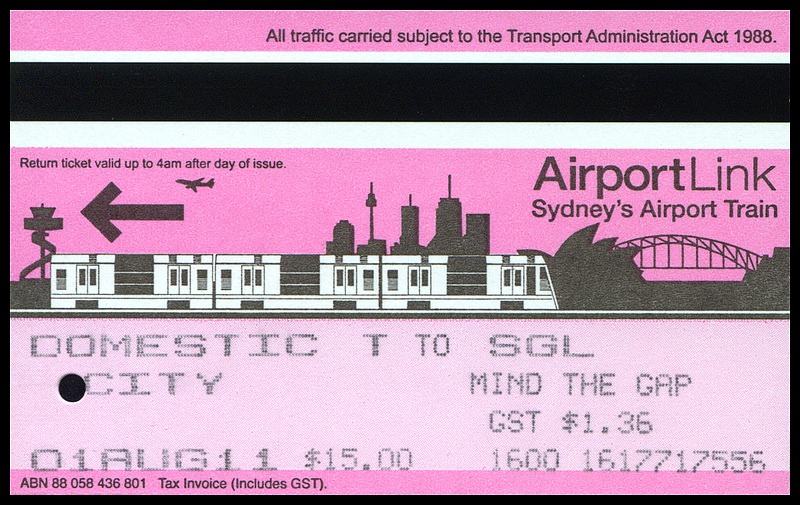 All traffic carried subject to the Transport Administration Act 1988.
Return ticket valid up to 4am after day of issue.
AirportLink
Sydney's Airport Train
DOMESTIC T TO SGL
CITY MIND THE GAP
GST $1.36
01AUG11 $15.00 1600 1617717556
ABN 88 058 436 801 Tax Invoice (Includes GST).